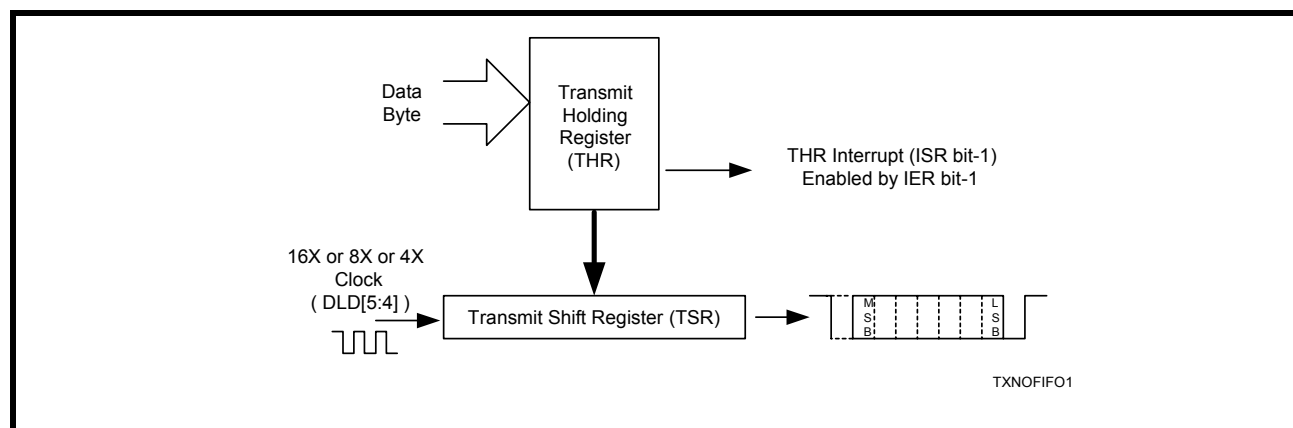 Data
Byte
Transmit
Holding
Register
(THR)
THR Interrupt (ISR bit-1)
Enabled by IER bit-1
16X or 8X or 4X
Clock
( DLD[5:4] )
Transmit Shift Register (TSR)
M
S
B
L
S
B
TXNOFIFO1